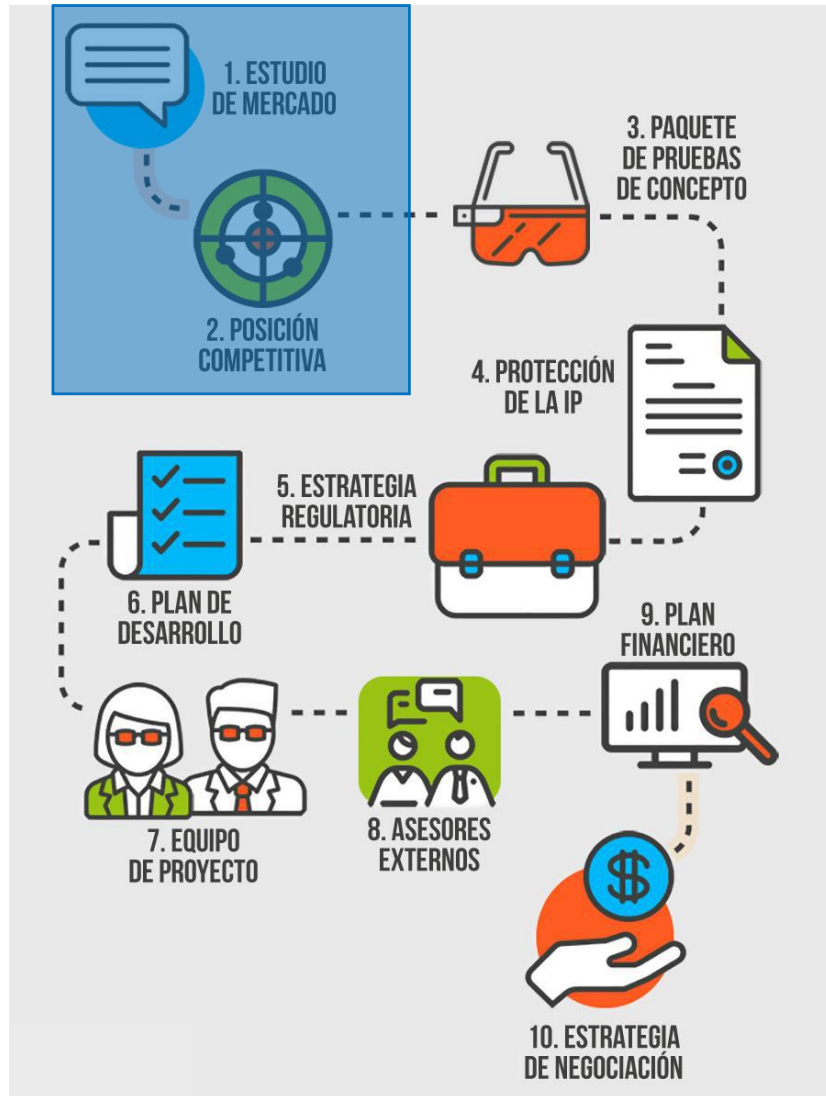 1. ESTUDIO
DE MERCADO
2. POSICIÓN
COMPETITIVA
3. PAQUETE
DE PRUEBAS
DE CONCEPTO
4. PROTECCIÓN
DE LA IP
5. ESTRATEGIA
REGULATORIA
6. PLAN DE
DESARROLLO
7. EQUIPO
DE PROYECTO
8. ASESORES
EXTERNOS
9. PLAN
FINANCIERO
$
10. ESTRATEGIA
DE NEGOCIACIÓN